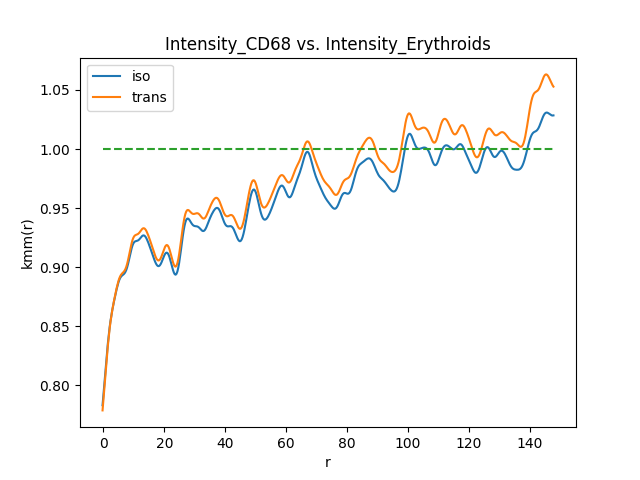 Intensity_CD68 vs. Intensity_Erythroids
iso
trans
1.05
1.00
0.95
0.90
0.85
0.80
kmm(r)
0 20 40 60 80 100 120 140
r